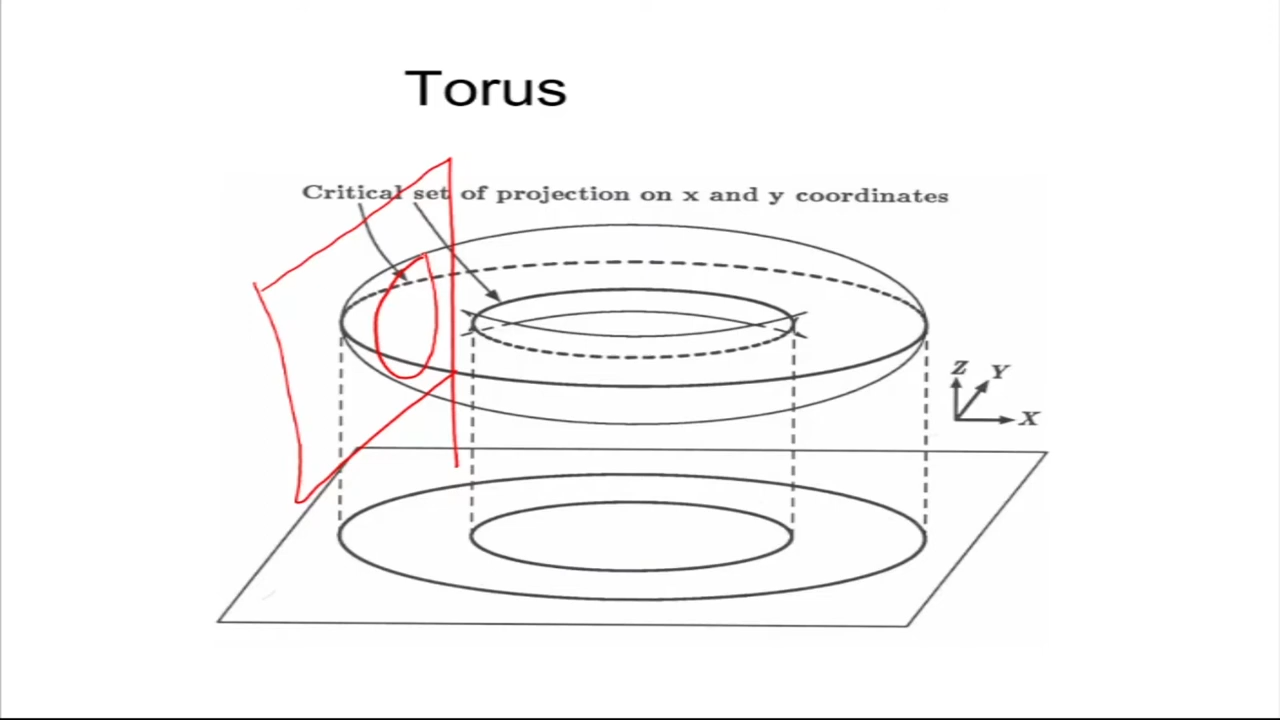 Torus
Critical set of projection on x and y coordinates
Z
Y
X